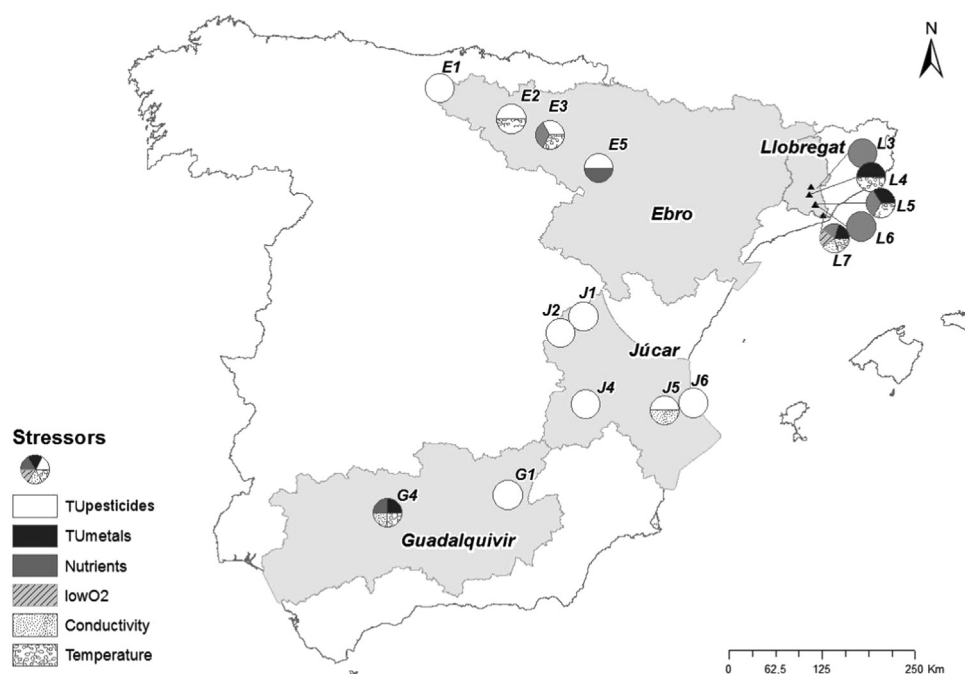 N
E1
E2
E3
E5
Ebro
Llobregat
L3
L4
L5
L6
L7
J1
J2
Júcar
J4
J5
J6
G1
G4
Guadalquivir
Stressors
TUpesticides
TUmetals
Nutrients
lowO2
Conductivity
Temperature
0 62.5 125 250 Km